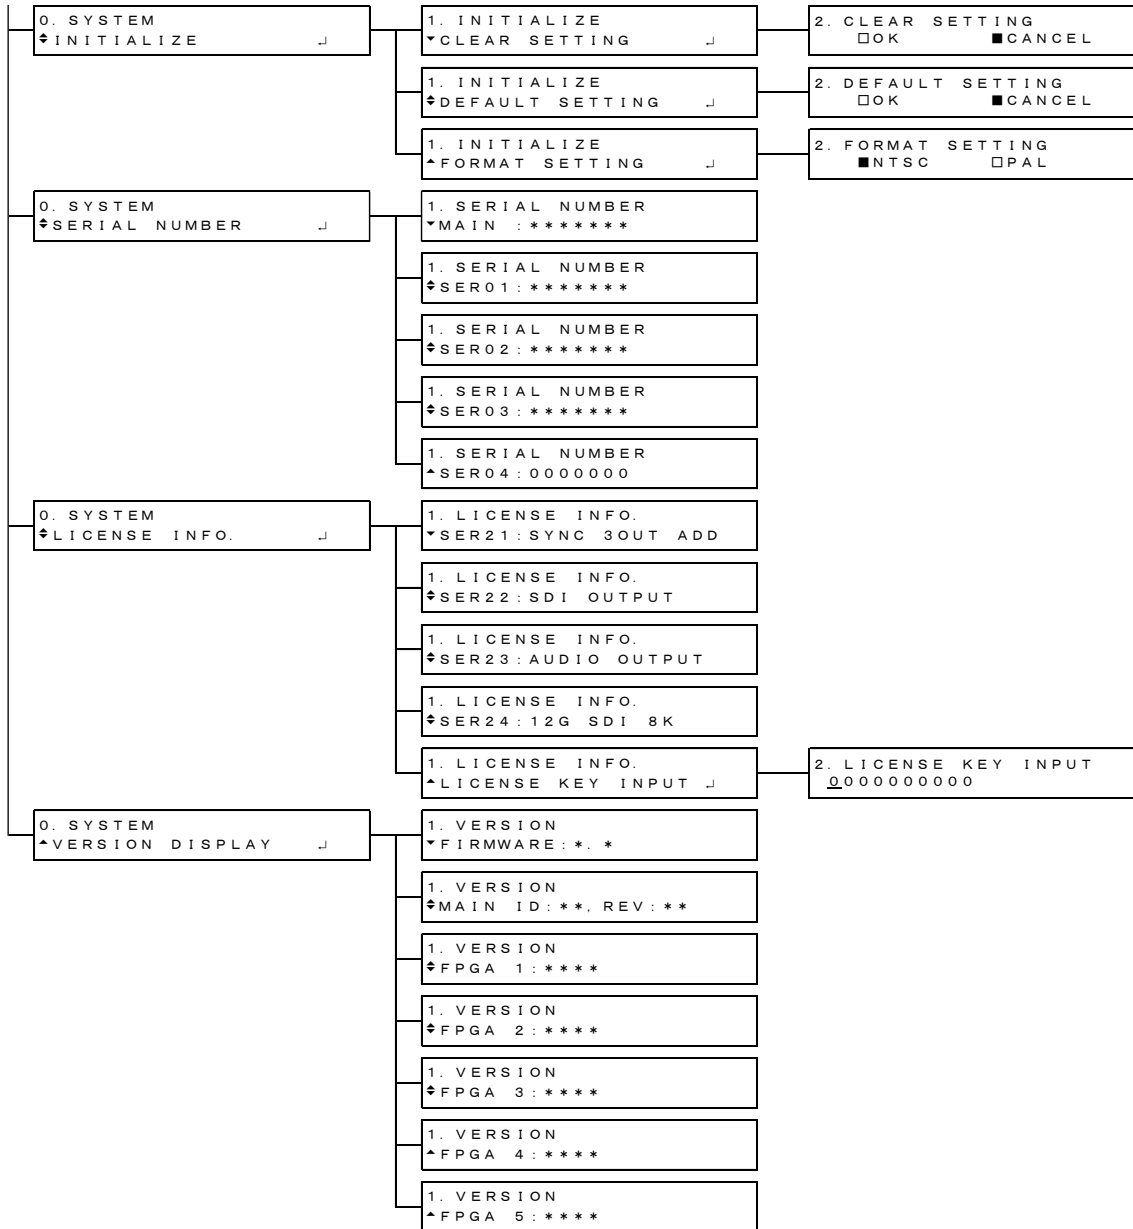 0. SYSTEM
INITIALIZE ↵
1. INITIALIZE
CLEAR SETTING ↵
2. CLEAR SETTING
□OK ■CANCEL
1. INITIALIZE
DEFAULT SETTING ↵
2. DEFAULT SETTING
□OK ■CANCEL
1. INITIALIZE
FORMAT SETTING ↵
2. FORMAT SETTING
■NTSC □PAL
0. SYSTEM
SERIAL NUMBER ↵
1. SERIAL NUMBER
MAIN :*******
1. SERIAL NUMBER
SER01:*******
1. SERIAL NUMBER
SER02:*******
1. SERIAL NUMBER
SER03:*******
1. SERIAL NUMBER
SER04:0000000
0. SYSTEM
LICENSE INFO. ↵
1. LICENSE INFO.
SER21:SYNC 3OUT ADD
1. LICENSE INFO.
SER22:SDI OUTPUT
1. LICENSE INFO.
SER23:AUDIO OUTPUT
1. LICENSE INFO.
SER24:12G SDI 8K
1. LICENSE INFO.
LICENSE KEY INPUT ↵
2. LICENSE KEY INPUT
0000000000
0. SYSTEM
VERSION DISPLAY ↵
1. VERSION
FIRMWARE:*.*
1. VERSION
MAIN ID:**,REV:**
1. VERSION
FPGA 1:****
1. VERSION
FPGA 2:****
1. VERSION
FPGA 3:****
1. VERSION
FPGA 4:****
1. VERSION
FPGA 5:****